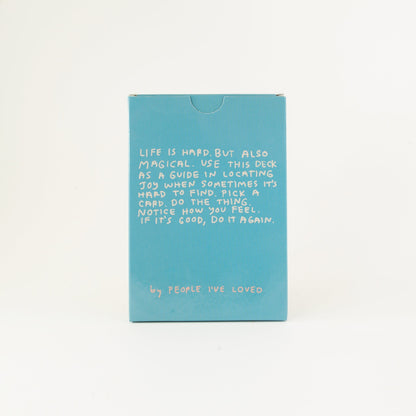 LIFE IS HARD. BUT ALSO
MAGICAL. USE THIS DECK
AS A GUIDE IN LOCATING
JOY WHEN SOMETIMES IT'S
HARD TO FIND. PICK A
CARD. DO THE THING.
NOTICE HOW YOU FEEL.
IF IT'S GOOD, DO IT AGAIN.
by PEOPLE I'VE LOVED